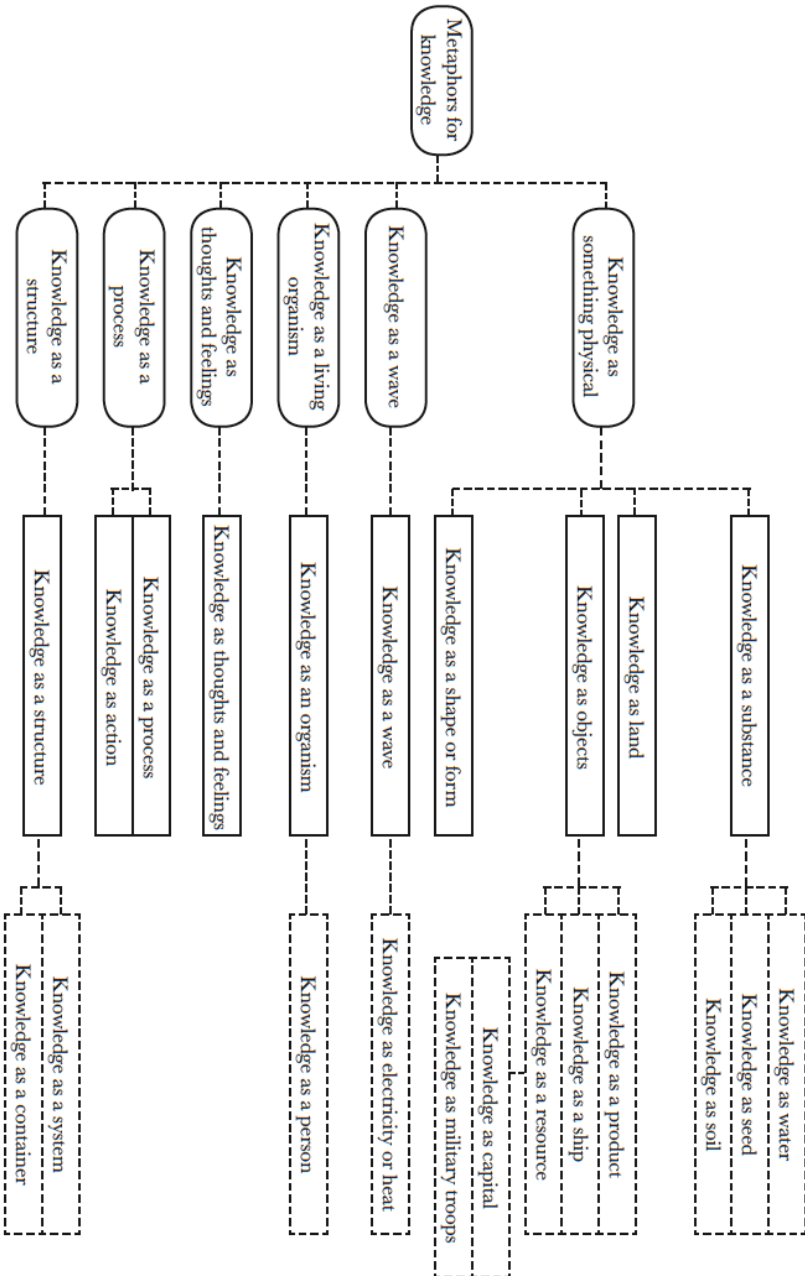 Metaphors for
knowledge
Knowledge as
something physical
Knowledge as a wave
Knowledge as a living
organism
Knowledge as
thoughts and feelings
Knowledge as a
process
Knowledge as a
structure
Knowledge as a substance
Knowledge as land
Knowledge as objects
Knowledge as a shape or form
Knowledge as a wave
Knowledge as an organism
Knowledge as thoughts and feelings
Knowledge as a process
Knowledge as action
Knowledge as a structure
Knowledge as water
Knowledge as seed
Knowledge as soil
Knowledge as a product
Knowledge as a ship
Knowledge as a resource
Knowledge as capital
Knowledge as military troops
Knowledge as electricity or heat
Knowledge as a person
Knowledge as a system
Knowledge as a container